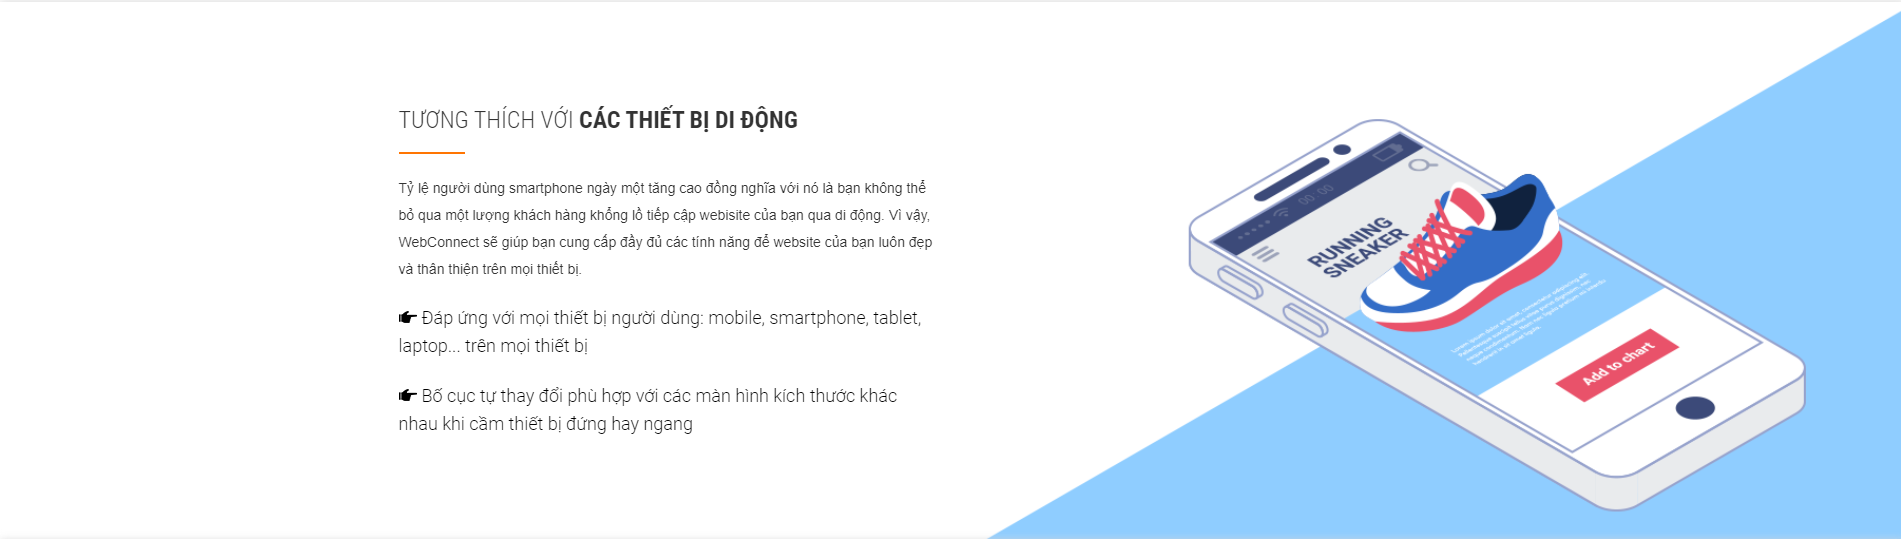 TƯƠNG THÍCH VỚI CÁC THIẾT BỊ DI ĐỘNG
Tỷ lệ người dùng smartphone ngày một tăng cao đồng nghĩa với nó là bạn không thể
bỏ qua một lượng khách hàng khổng lồ tiếp cập webisite của bạn qua di động. Vì vậy,
WebConnect sẽ giúp bạn cung cấp đầy đủ các tính năng để website của bạn luôn đẹp
và thân thiện trên mọi thiết bị.
Đáp ứng với mọi thiết bị người dùng: mobile, smartphone, tablet,
laptop... trên mọi thiết bị
Bố cục tự thay đổi phù hợp với các màn hình kích thước khác
nhau khi cầm thiết bị đứng hay ngang
00 00
RUNNING
SNEAKER
Add to chart